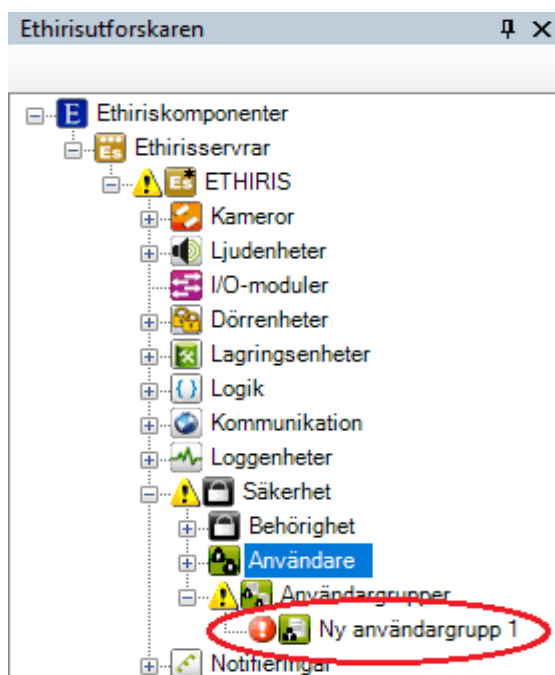 Ethirisutforskaren
Ethiriskomponenter
Ethirisservrar
ETHIRIS
Kameror
Ljudenheter
I/O-moduler
Dörrenheter
Lagringsenheter
Logik
Kommunikation
Loggenheter
Säkerhet
Behörighet
Användare
Användargrupper
Ny användargrupp 1
Notifieringar